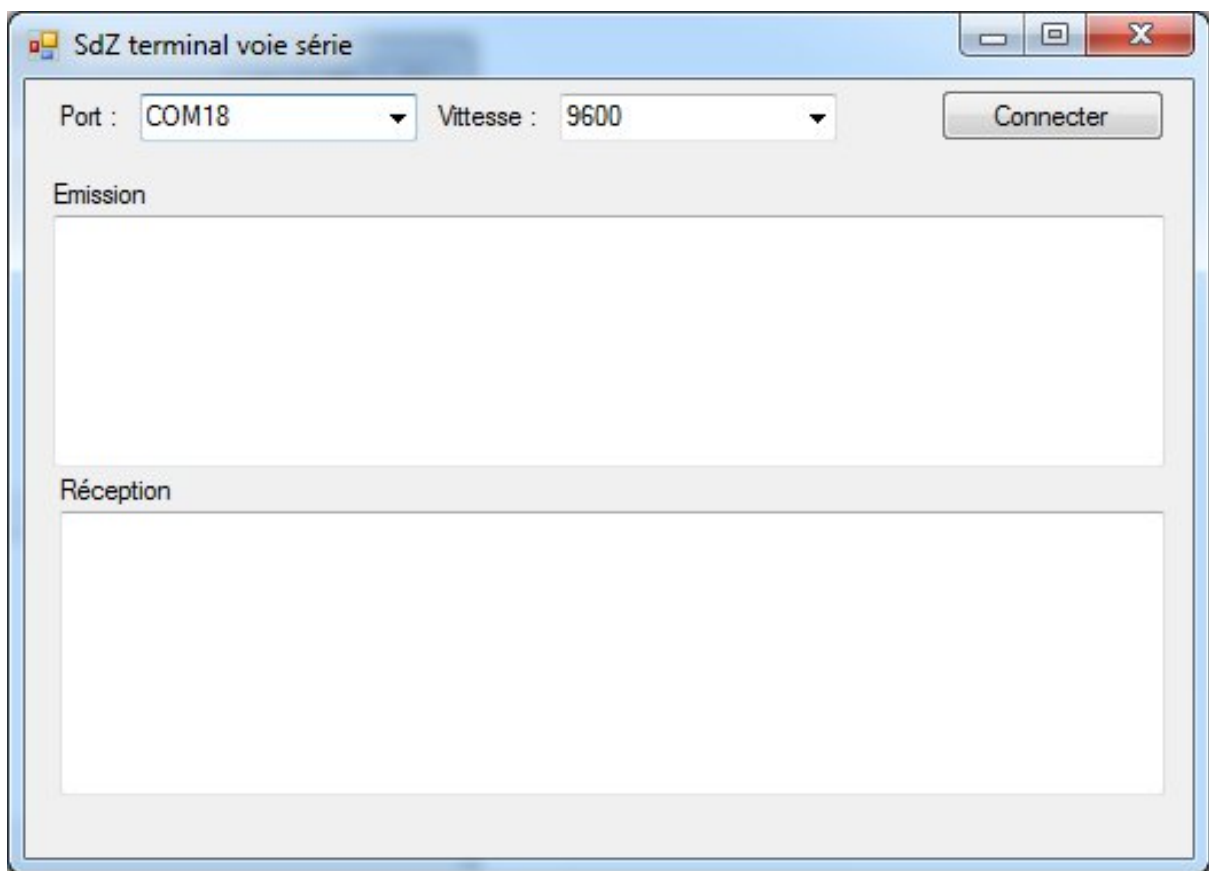 SdZ terminal voie série
Port : COM18 Vittesse : 9600 Connecter
Emission
Réception